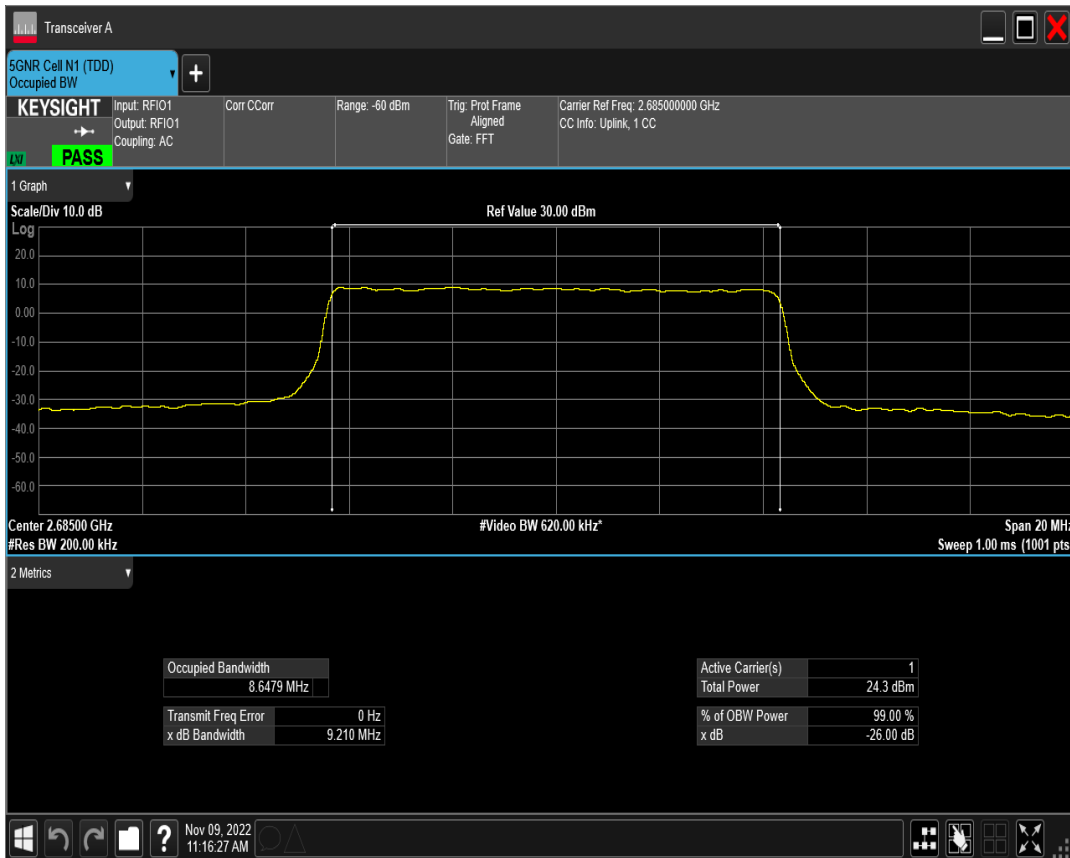 Transceiver A
5GNR Cell N1 (TDD)
Occupied BW
+
KEYSIGHT
LXI
PASS
Input: RFIO1
Output: RFIO1
Coupling: AC
Corr CCorr
Range: -60 dBm
Trig: Prot Frame
Aligned
Gate: FFT
Carrier Ref Freq: 2.685000000 GHz
CC Info: Uplink, 1 CC
1 Graph
Scale/Div 10.0 dB
Ref Value 30.00 dBm
Log
20.0
10.0
0.00
-10.0
-20.0
-30.0
-40.0
-50.0
-60.0
Center 2.68500 GHz
#Video BW 620.00 kHz*
Span 20 MHz
#Res BW 200.00 kHz
Sweep 1.00 ms (1001 pts
2 Metrics
Occupied Bandwidth
8.6479 MHz
Transmit Freq Error 0 Hz
x dB Bandwidth 9.210 MHz
Active Carrier(s) 1
Total Power 24.3 dBm
% of OBW Power 99.00 %
x dB -26.00 dB
?
Nov 09, 2022
11:16:27 AM